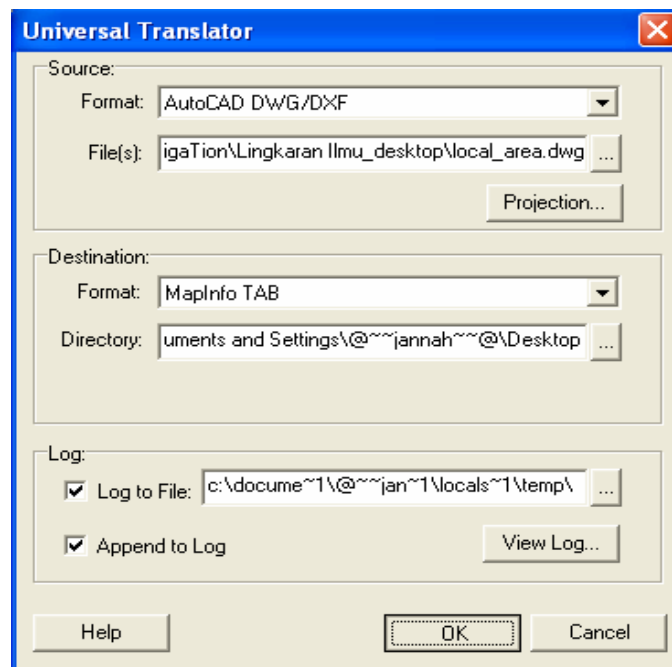 Universal Translator
Source:
Format: AutoCAD DWG/DXF
File(s): igaTion\Lingkaran Ilmu_desktop\local_area.dwg ...
Projection...
Destination:
Format: MapInfo TAB
Directory: uments and Settings\@~~jannah~~@\Desktop ...
Log:
Log to File: c:\docume~1\@~~jan~1\locals~1\temp\ ...
Append to Log View Log...
Help OK Cancel